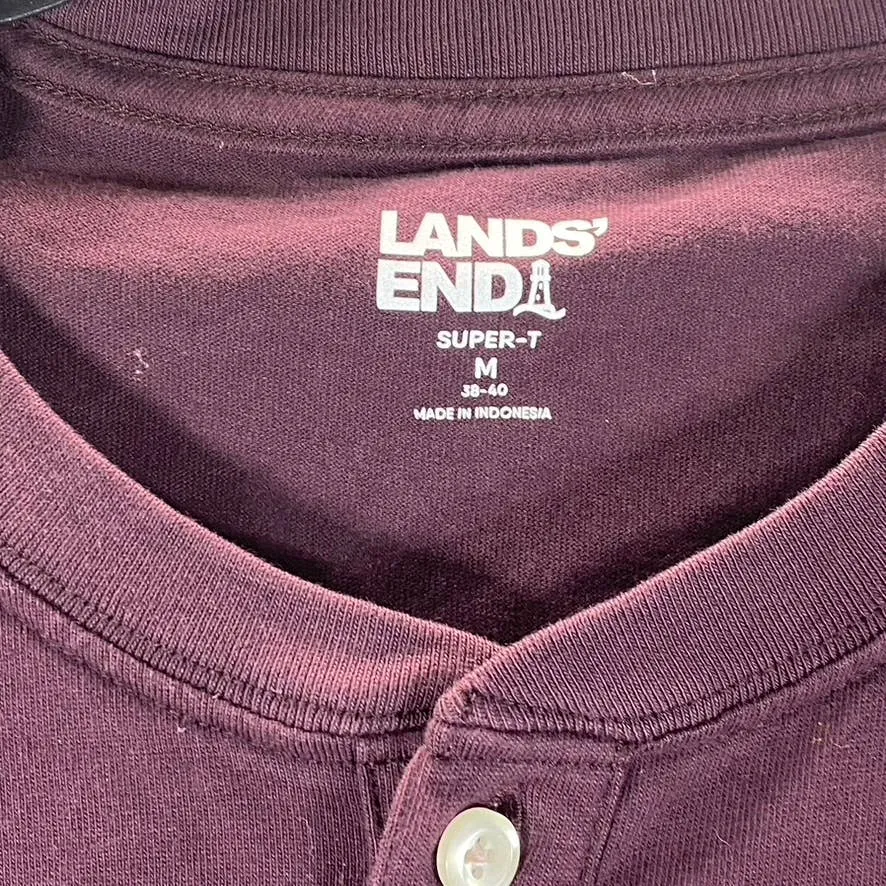 LANDS’
END
SUPER-T
M
38-40
MADE IN INDONESIA